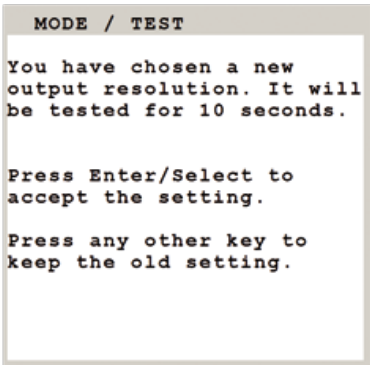 MODE / TEST
You have chosen a new
output resolution. It will
be tested for 10 seconds.
Press Enter/Select to
accept the setting.
Press any other key to
keep the old setting.